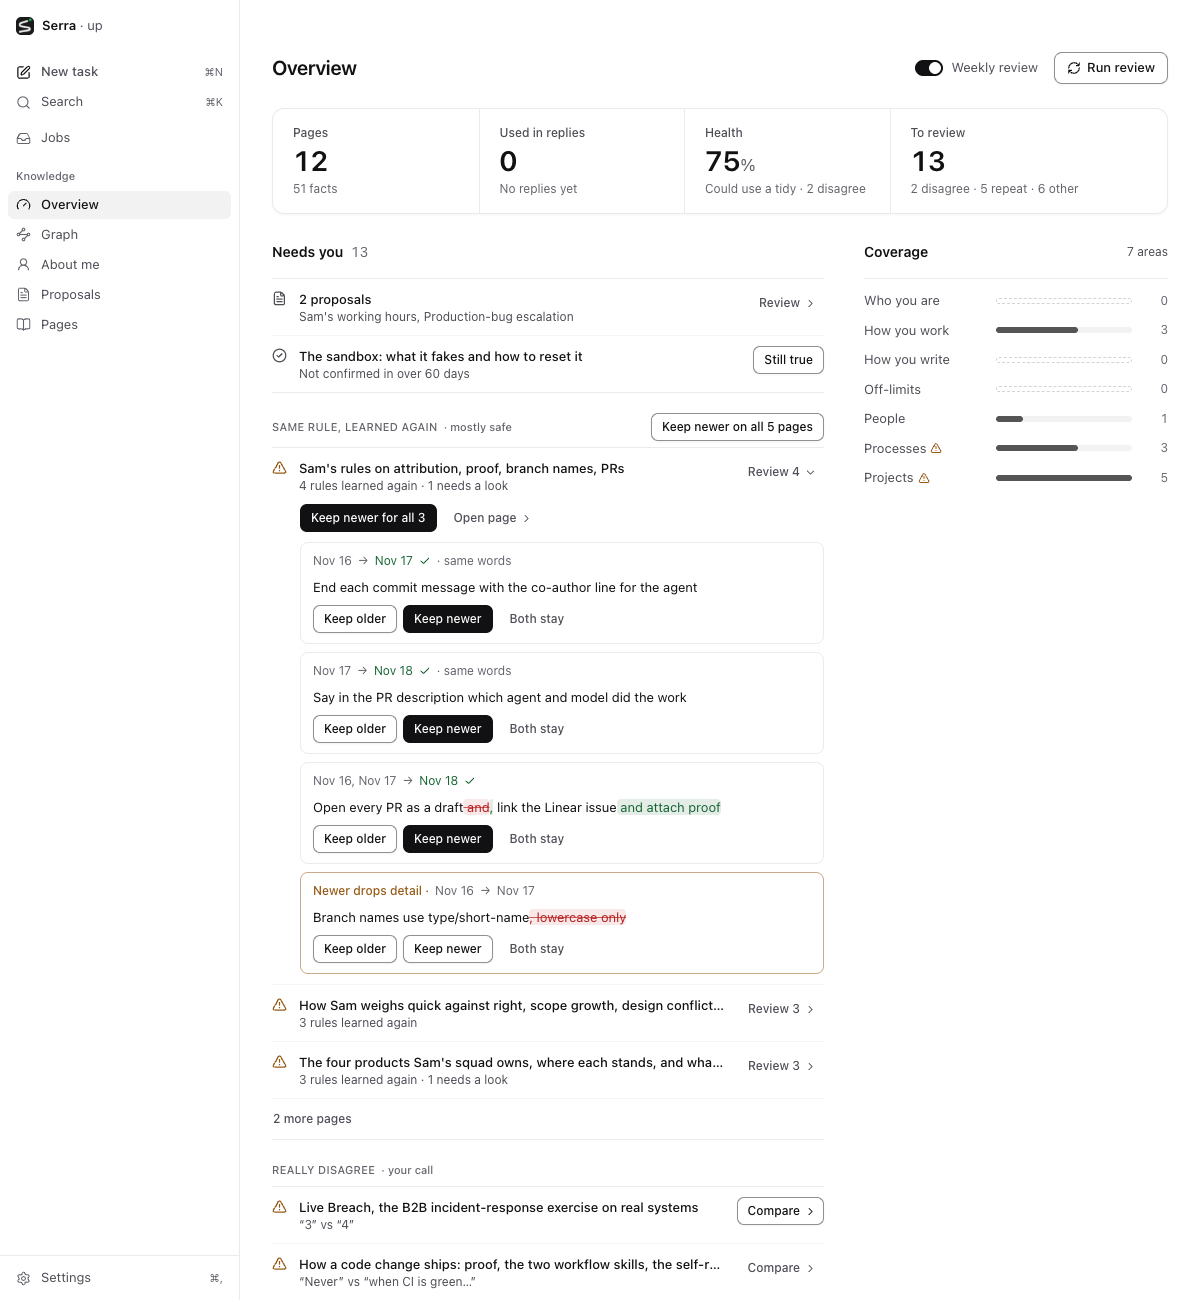 Serra · up
New task ⌘N
Search ⌘K
Jobs
Knowledge
Overview
Graph
About me
Proposals
Pages
Settings ⌘,
Overview
Weekly review
Run review
Pages
12
51 facts
Used in replies
0
No replies yet
Health
75%
Could use a tidy · 2 disagree
To review
13
2 disagree · 5 repeat · 6 other
Needs you 13
2 proposals
Sam's working hours, Production-bug escalation
Review
The sandbox: what it fakes and how to reset it
Not confirmed in over 60 days
Still true
SAME RULE, LEARNED AGAIN · mostly safe
Keep newer on all 5 pages
Sam's rules on attribution, proof, branch names, PRs
4 rules learned again · 1 needs a look
Review 4
Keep newer for all 3
Open page
Nov 16 → Nov 17 ✓ · same words
End each commit message with the co-author line for the agent
Keep older
Keep newer
Both stay
Nov 17 → Nov 18 ✓ · same words
Say in the PR description which agent and model did the work
Keep older
Keep newer
Both stay
Nov 16, Nov 17 → Nov 18 ✓
Open every PR as a draft and, link the Linear issue and attach proof
Keep older
Keep newer
Both stay
Newer drops detail · Nov 16 → Nov 17
Branch names use type/short-name, lowercase only
Keep older
Keep newer
Both stay
How Sam weighs quick against right, scope growth, design conflict...
3 rules learned again
Review 3
The four products Sam's squad owns, where each stands, and wha...
3 rules learned again · 1 needs a look
Review 3
2 more pages
REALLY DISAGREE · your call
Live Breach, the B2B incident-response exercise on real systems
“3” vs “4”
Compare
How a code change ships: proof, the two workflow skills, the self-r...
“Never” vs “when CI is green...”
Compare
Coverage
7 areas
Who you are 0
How you work 3
How you write 0
Off-limits 0
People 1
Processes 3
Projects 5